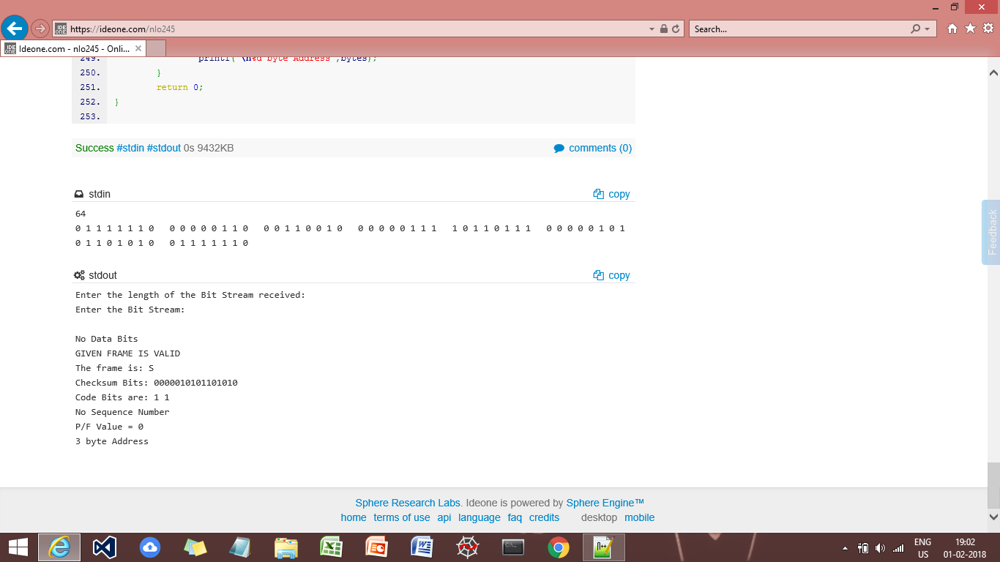 https://ideone.com/nlo245
Search...
Ideone.com - nlo245 - Onli...
249. printf("\n%d byte Address",bytes);
250. }
251. return 0;
252. }
253.
Success #stdin #stdout 0s 9432KB
comments (0)
stdin
copy
64
0 1 1 1 1 1 1 0 0 0 0 0 0 1 1 0 0 0 1 1 0 0 1 0 0 0 0 0 0 1 1 1 1 0 1 1 0 1 1 1 0 0 0 0 0 1 0 1
0 1 1 0 1 0 1 0 0 1 1 1 1 1 1 0
stdout
copy
Enter the length of the Bit Stream received:
Enter the Bit Stream:
No Data Bits
GIVEN FRAME IS VALID
The frame is: S
Checksum Bits: 0000010101101010
Code Bits are: 1 1
No Sequence Number
P/F Value = 0
3 byte Address
Feedback
Sphere Research Labs. Ideone is powered by Sphere Engine™
home terms of use api language faq credits desktop mobile
ENG
US
19:02
01-02-2018